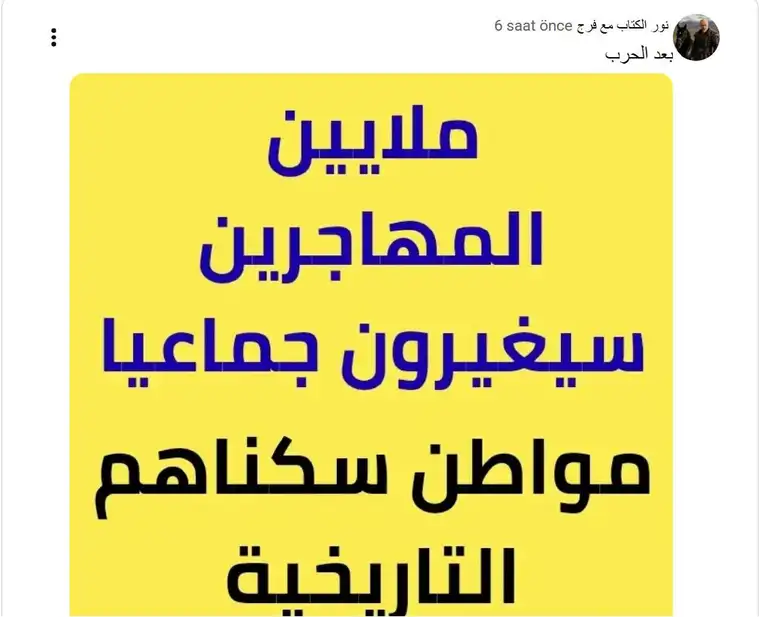 نور الكتاب مع فرج 6 saat önce
بعد الحرب
ملايين
المهاجرين
سيغيرون جماعيا
مواطن سكناهم
التاريخية